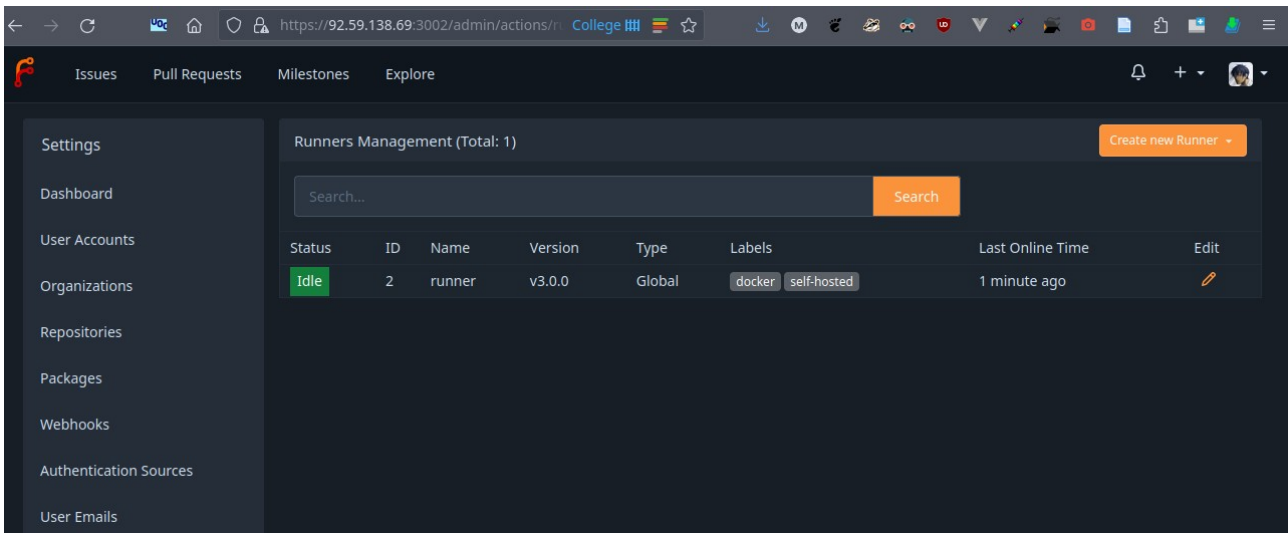 https://92.59.138.69:3002/admin/actions/r College
Issues Pull Requests Milestones Explore
Settings
Dashboard
User Accounts
Organizations
Repositories
Packages
Webhooks
Authentication Sources
User Emails
Runners Management (Total: 1)
Create new Runner
Search...
Search
Status ID Name Version Type Labels Last Online Time Edit
Idle 2 runner v3.0.0 Global docker self-hosted 1 minute ago